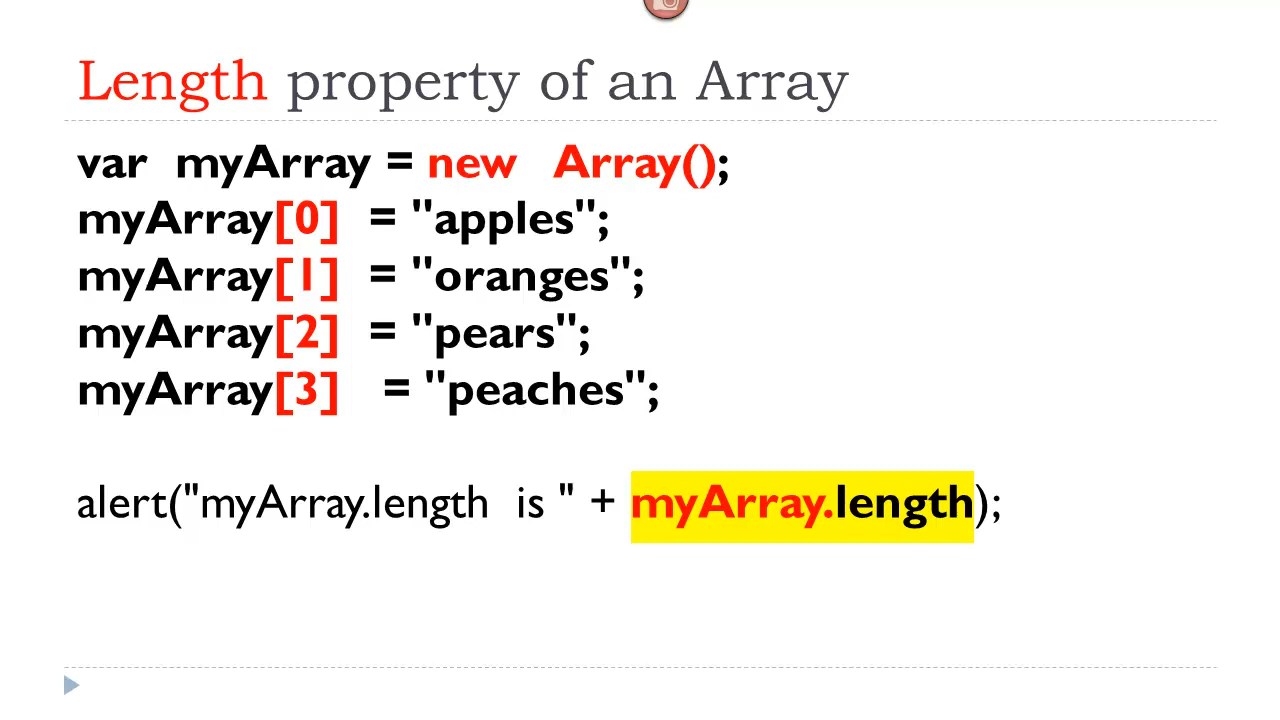 Length property of an Array
var myArray = new Array();
myArray[0] = "apples";
myArray[1] = "oranges";
myArray[2] = "pears";
myArray[3] = "peaches";
alert("myArray.length is " + myArray.length);